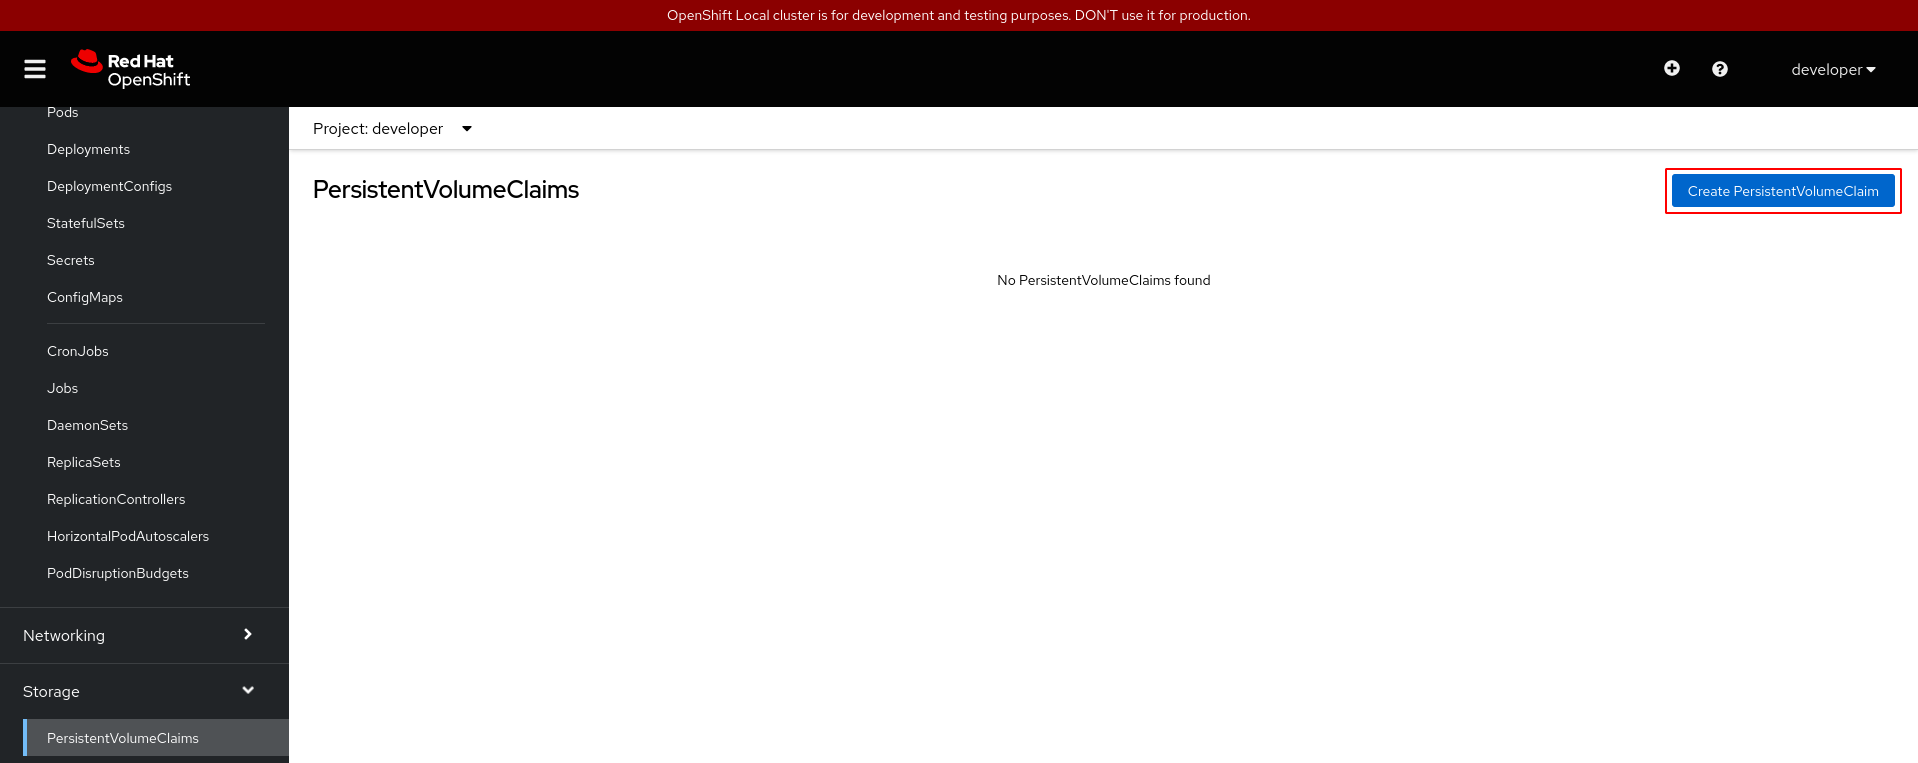 OpenShift Local cluster is for development and testing purposes. DON'T use it for production.
Red Hat
OpenShift
developer
Pods
Deployments
DeploymentConfigs
StatefulSets
Secrets
ConfigMaps
CronJobs
Jobs
DaemonSets
ReplicaSets
ReplicationControllers
HorizontalPodAutoscalers
PodDisruptionBudgets
Networking
Storage
PersistentVolumeClaims
Project: developer
PersistentVolumeClaims
Create PersistentVolumeClaim
No PersistentVolumeClaims found